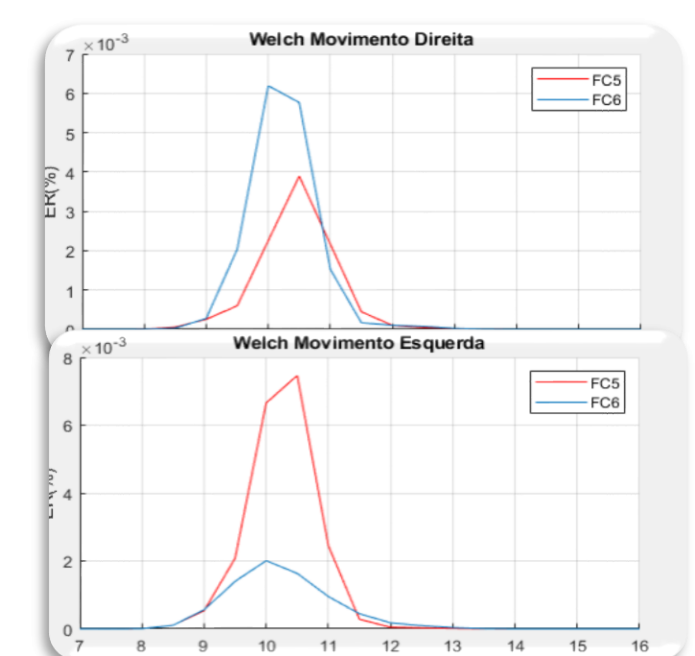 Welch Movimento Direita
×10-3
7
6
5
4
3
2
1
0
ER(%)
FC5
FC6
Welch Movimento Esquerda
×10-3
8
6
4
2
0
ER(%)
FC5
FC6
7 8 9 10 11 12 13 14 15 16